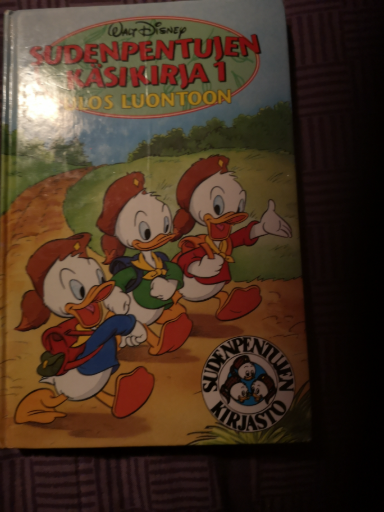 WALT DISNEY
SUDENPENTUJEN
KÄSIKIRJA 1
ULOS LUONTOON
SUDENPENTUJEN
KIRJASTO